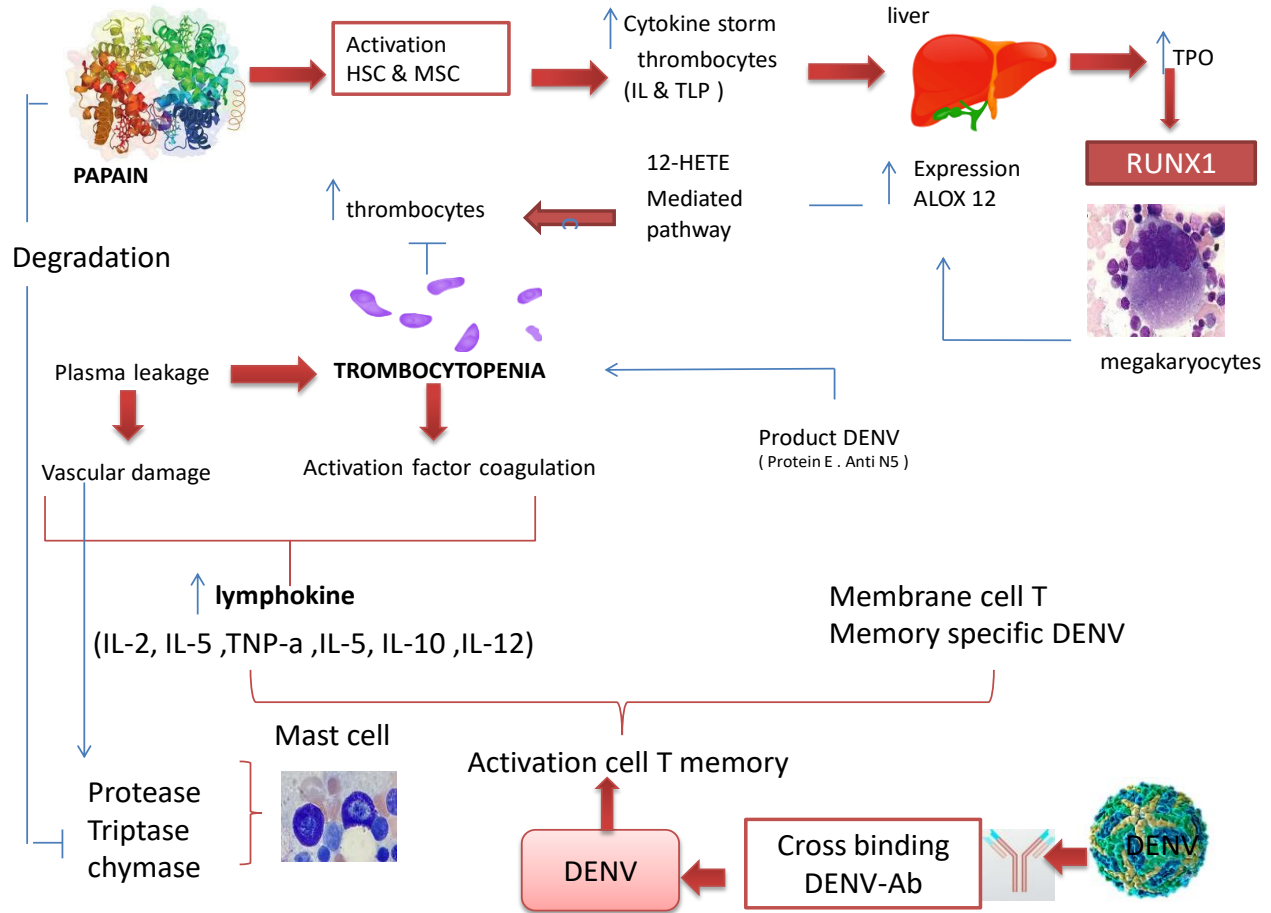 PAPAIN
Activation
HSC & MSC
Cytokine storm
thrombocytes
(IL & TLP )
liver
TPO
RUNX1
megakaryocytes
Expression
ALOX 12
12-HETE
Mediated
pathway
thrombocytes
Degradation
TROMBOCYTOPENIA
Plasma leakage
Vascular damage
Activation factor coagulation
Product DENV
( Protein E . Anti N5 )
lymphokine
(IL-2, IL-5 ,TNP-a ,IL-5, IL-10 ,IL-12)
Membrane cell T
Memory specific DENV
Mast cell
Protease
Triptase
chymase
Activation cell T memory
DENV
Cross binding
DENV-Ab
DENV